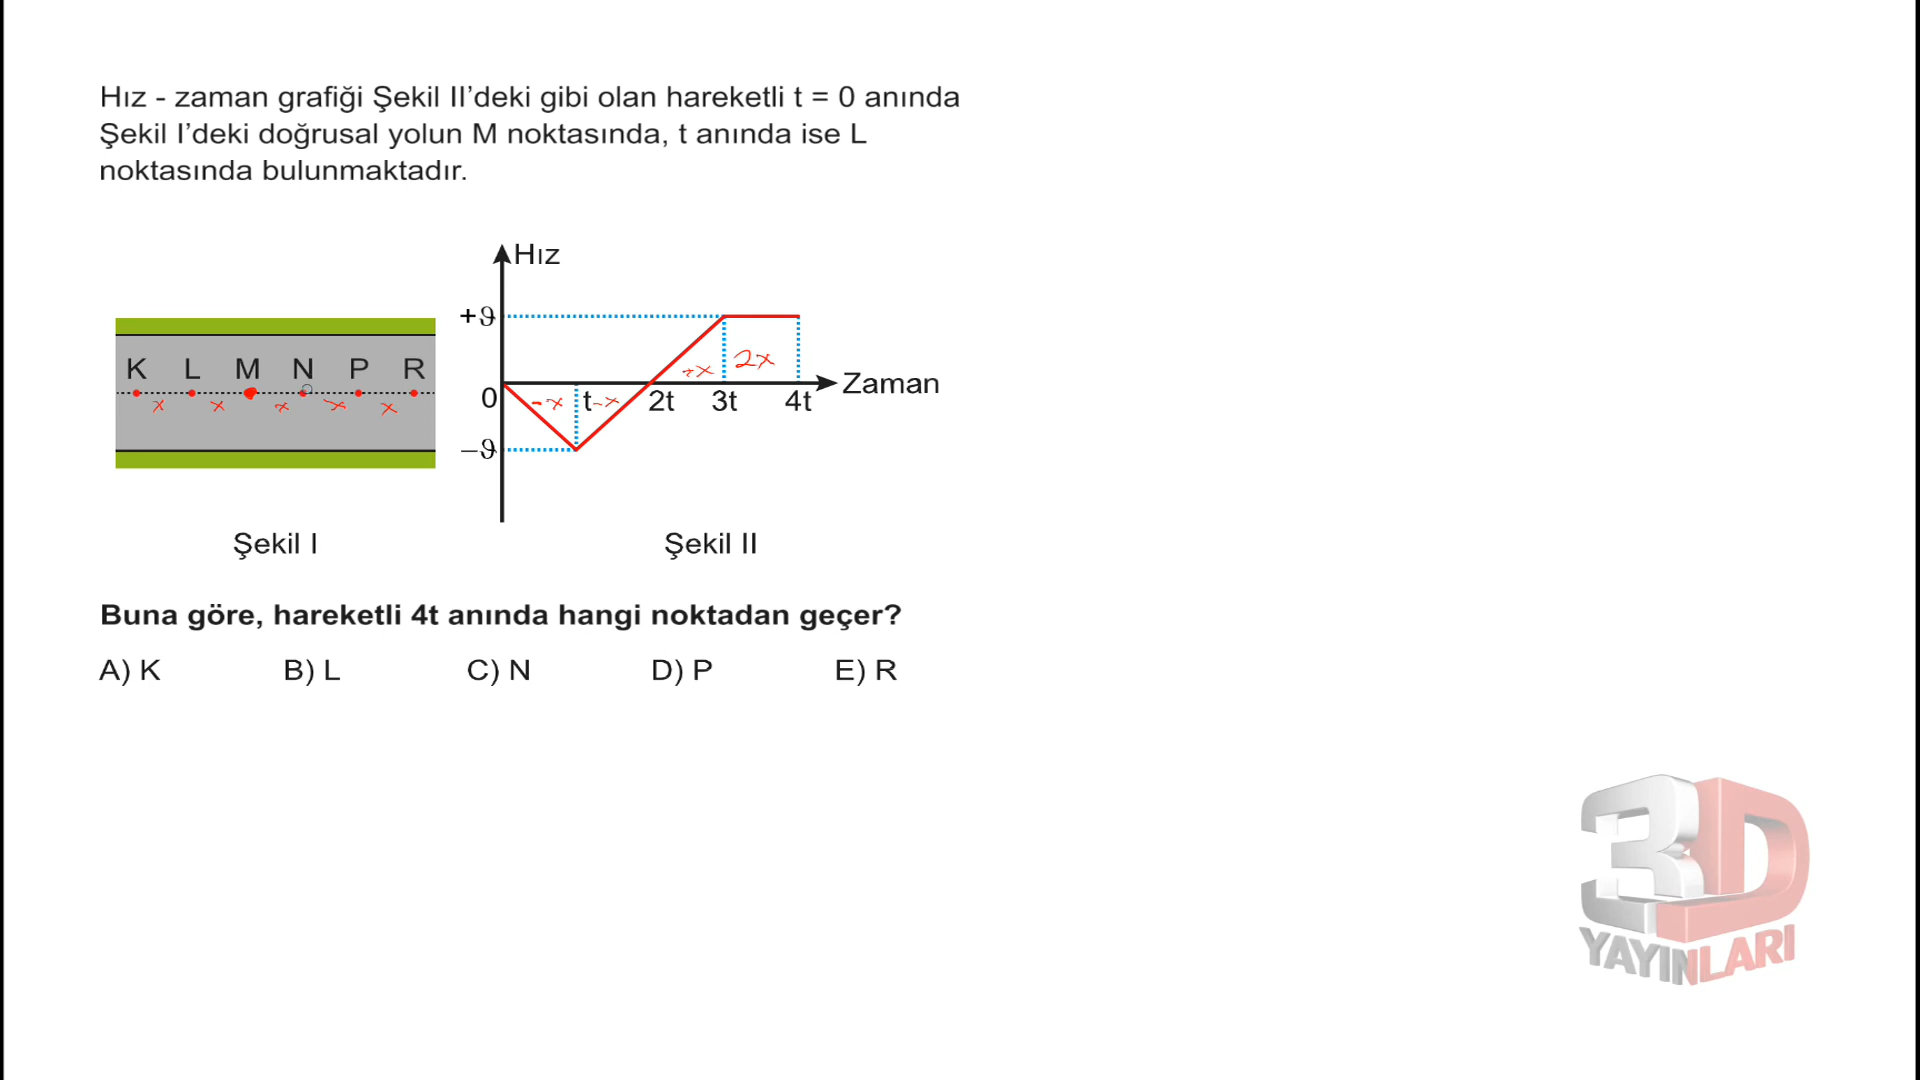 Hız - zaman grafiği Şekil II’deki gibi olan hareketli t = 0 anında
Şekil I’deki doğrusal yolun M noktasında, t anında ise L
noktasında bulunmaktadır.
Hız
+ϑ
K L M N P R
x x x x x
2x
x
0
-x t -x 2t 3t 4t
Zaman
−ϑ
Şekil I
Şekil II
Buna göre, hareketli 4t anında hangi noktadan geçer?
A) K B) L C) N D) P E) R
3D
YAYINLARI